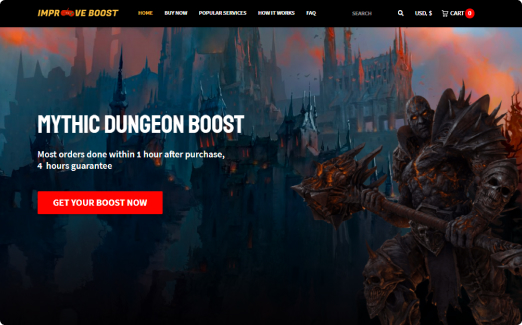 IMPROVE BOOST
HOME BUY NOW POPULAR SERVICES HOW IT WORKS FAQ SEARCH USD, $ CART 0
MYTHIC DUNGEON BOOST
Most orders done within 1 hour after purchase,
4 hours guarantee
GET YOUR BOOST NOW